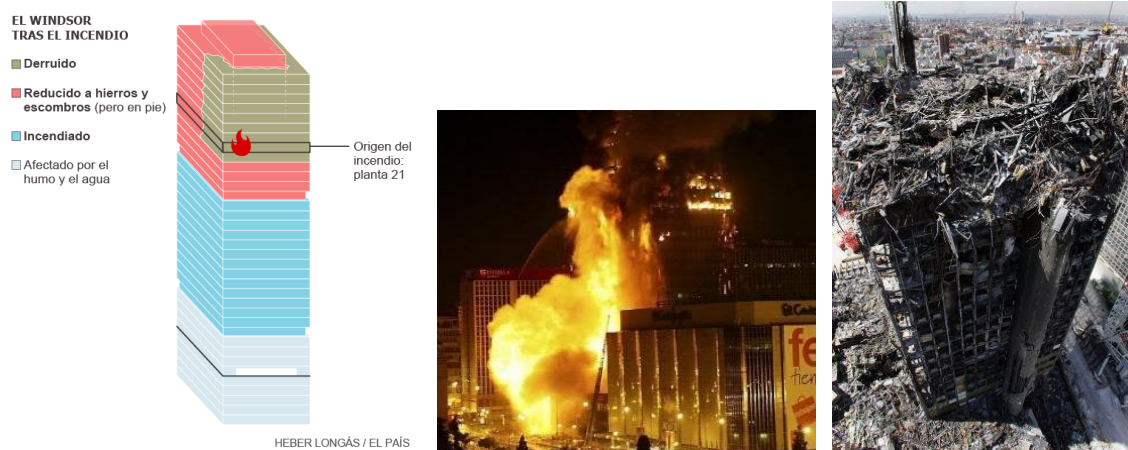 EL WINDSOR
TRAS EL INCENDIO
Derruido
Reducido a hierros y
escombros (pero en pie)
Incendiado
Afectado por el
humo y el agua
Origen del
incendio:
planta 21
HEBER LONGÁS / EL PAÍS
fe